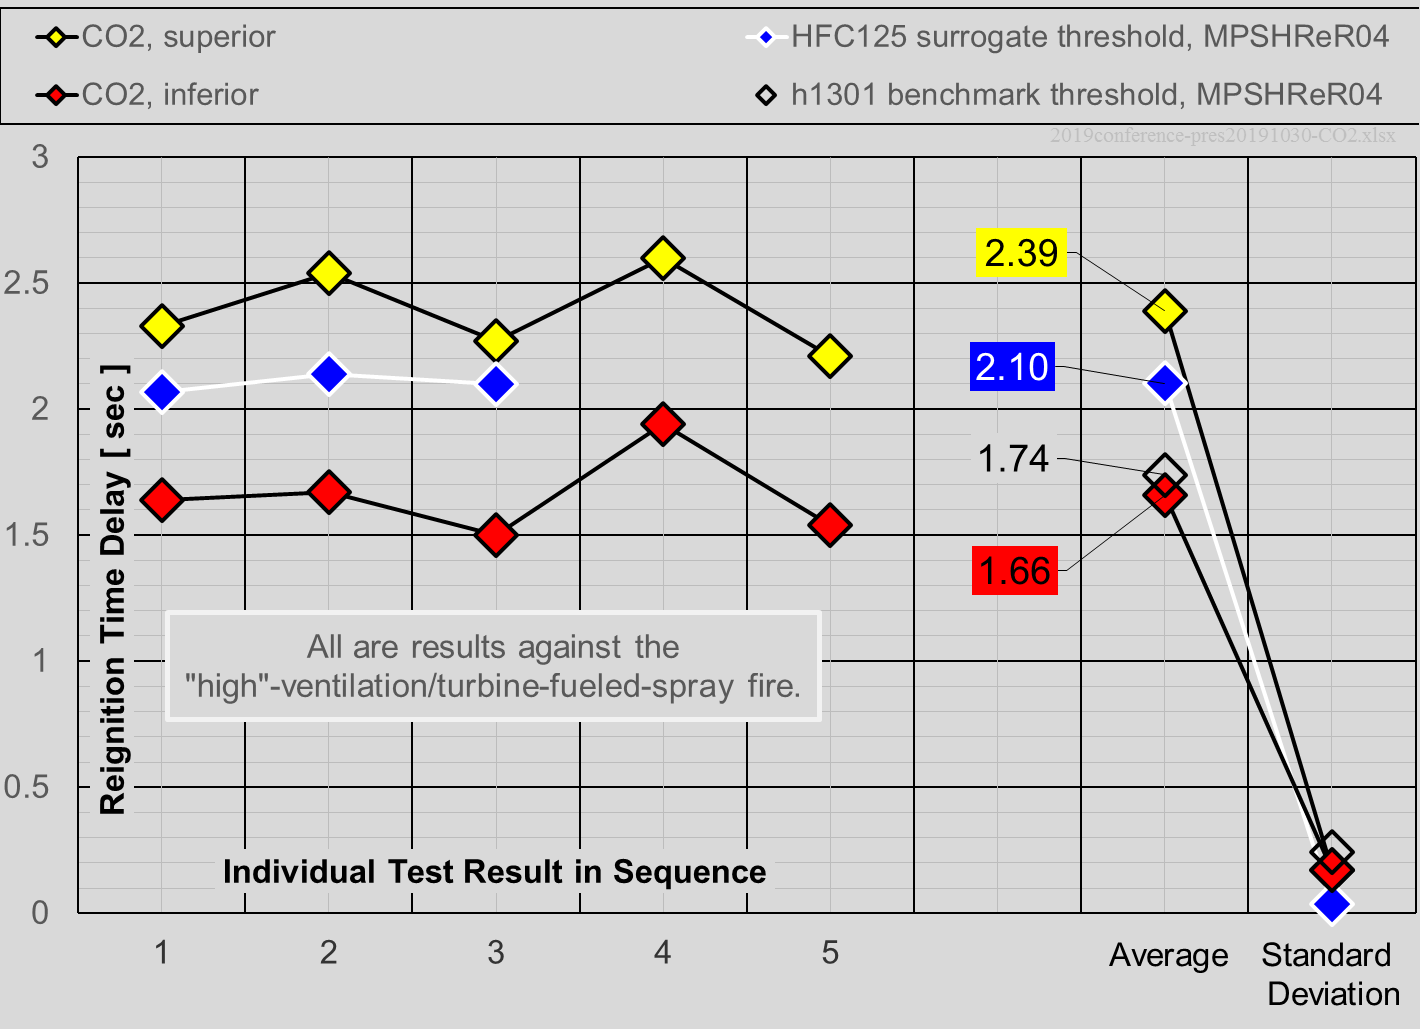 CO2, superior
HFC125 surrogate threshold, MPSHReR04
CO2, inferior
h1301 benchmark threshold, MPSHReR04
2019conference-pres20191030-CO2.xlsx
3
2.5
2
1.5
1
0.5
0
Reignition Time Delay [ sec ]
2.39
2.10
1.74
1.66
All are results against the
"high"-ventilation/turbine-fueled-spray fire.
Individual Test Result in Sequence
1
2
3
4
5
Average
Standard
Deviation